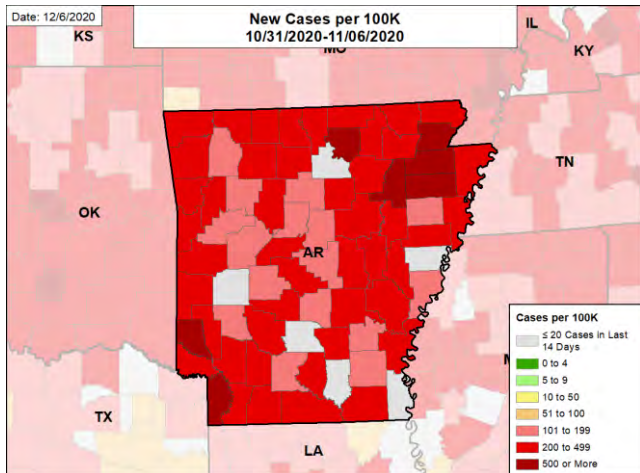 Date: 12/6/2020
New Cases per 100K
10/31/2020-11/06/2020
KS
MO
IL
KY
OK
AR
TN
TX
LA
Cases per 100K
≤ 20 Cases in Last
14 Days
0 to 4
5 to 9
10 to 50
51 to 100
101 to 199
200 to 499
500 or More